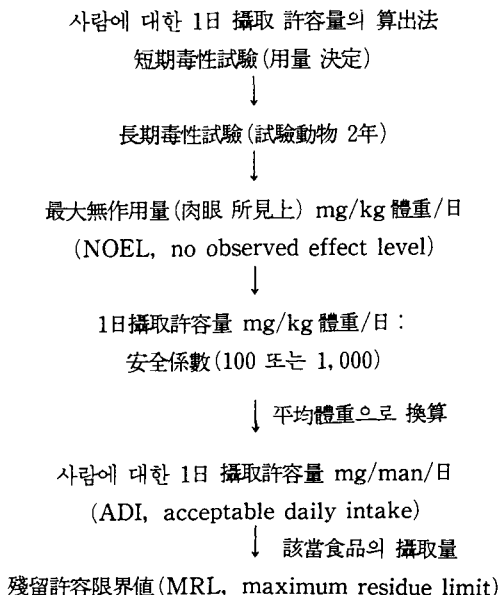 사람에 대한 1日 攝取 許容量의 算出法
短期毒性試驗(用量 決定)
↓
長期毒性試驗(試驗動物 2年)
↓
最大無作用量(肉眼 所見上) mg/kg 體重/日
(NOEL, no observed effect level)
↓
1日攝取許容量 mg/kg 體重/日 :
安全係數(100 또는 1,000)
↓ 平均體重으로 換算
사람에 대한 1日 攝取許容量 mg/man/日
(ADI, acceptable daily intake)
↓ 該當食品의 攝取量
殘留許容限界値(MRL, maximum residue limit)